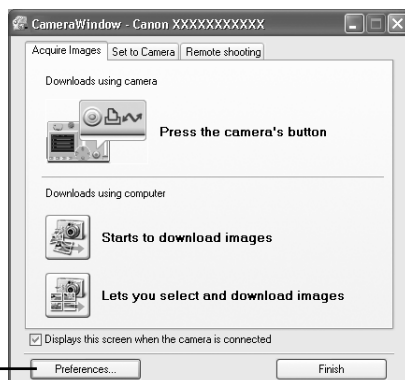 CameraWindow - Canon XXXXXXXXXXX
Acquire Images Set to Camera Remote shooting
Downloads using camera
Press the camera's button
Downloads using computer
Starts to download images
Lets you select and download images
Displays this screen when the camera is connected
Preferences... Finish